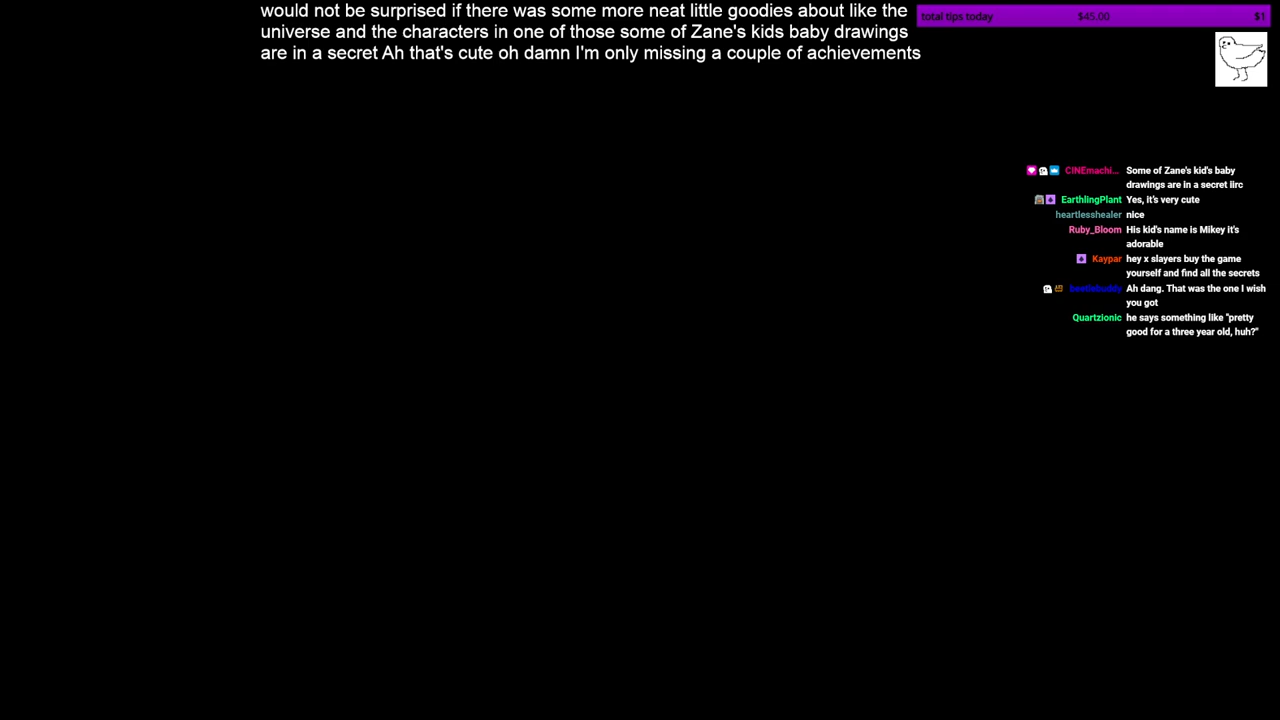 would not be surprised if there was some more neat little goodies about like the
universe and the characters in one of those some of Zane's kids baby drawings
are in a secret Ah that's cute oh damn I'm only missing a couple of achievements
total tips today $45.00 $1
CINEmachi... Some of Zane's kid's baby
drawings are in a secret iirc
EarthlingPlant Yes, it's very cute
heartlesshealer nice
Ruby_Bloom His kid's name is Mikey it's
adorable
Kaypar hey x slayers buy the game
yourself and find all the secrets
beetlebuddy Ah dang. That was the one I wish
you got
Quartzionic he says something like "pretty
good for a three year old, huh?"